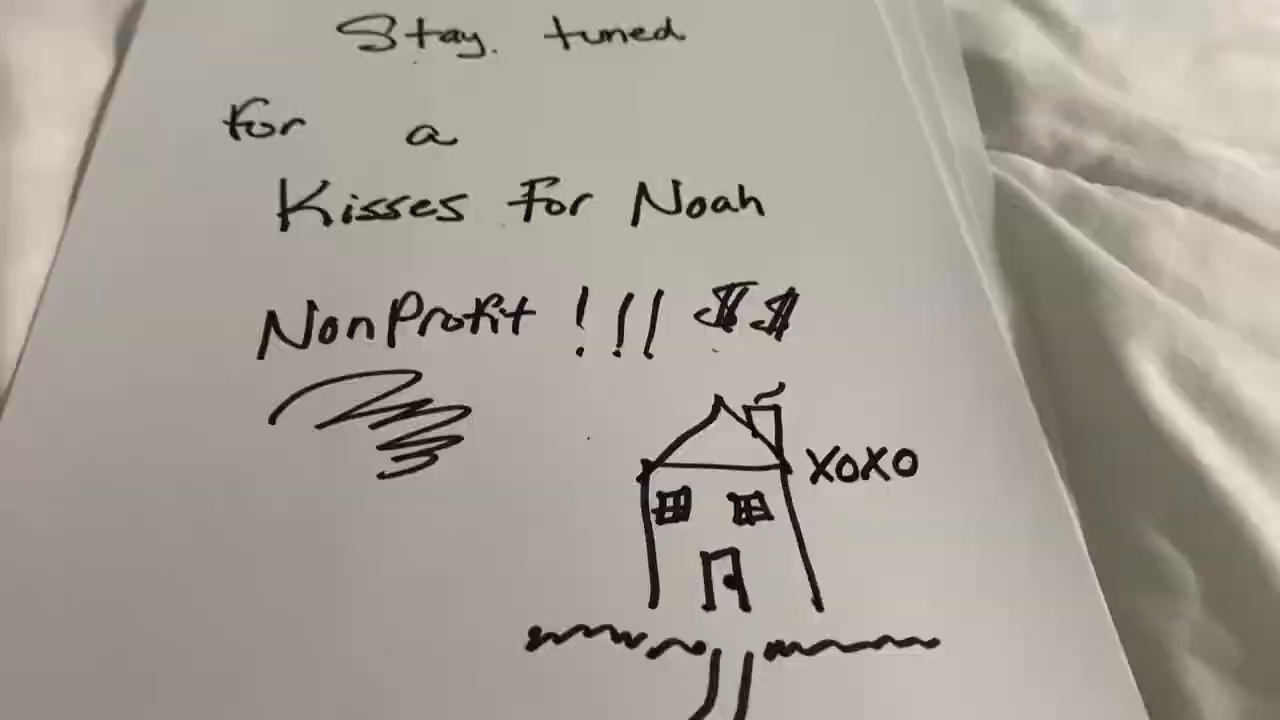 Stay. tuned
for a
Kisses For Noah
NonProfit !!! $$
XOXO